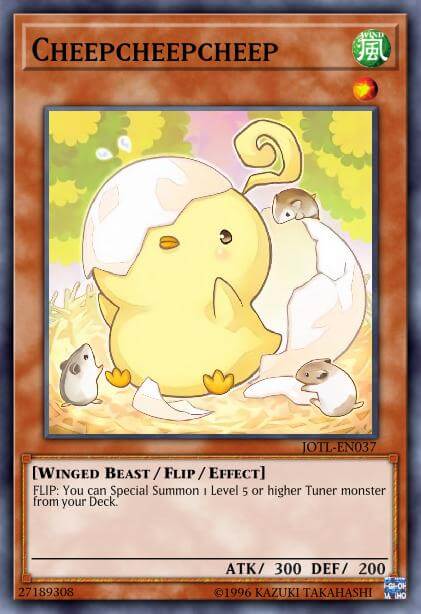 CHEEPCHEEPCHEEP
WIND
風
JOTL-EN037
[WINGED BEAST/FLIP/EFFECT]
FLIP: You can Special Summon 1 Level 5 or higher Tuner monster
from your Deck.
ATK/ 300 DEF/ 200
27189308
©1996 KAZUKI TAKAHASHI